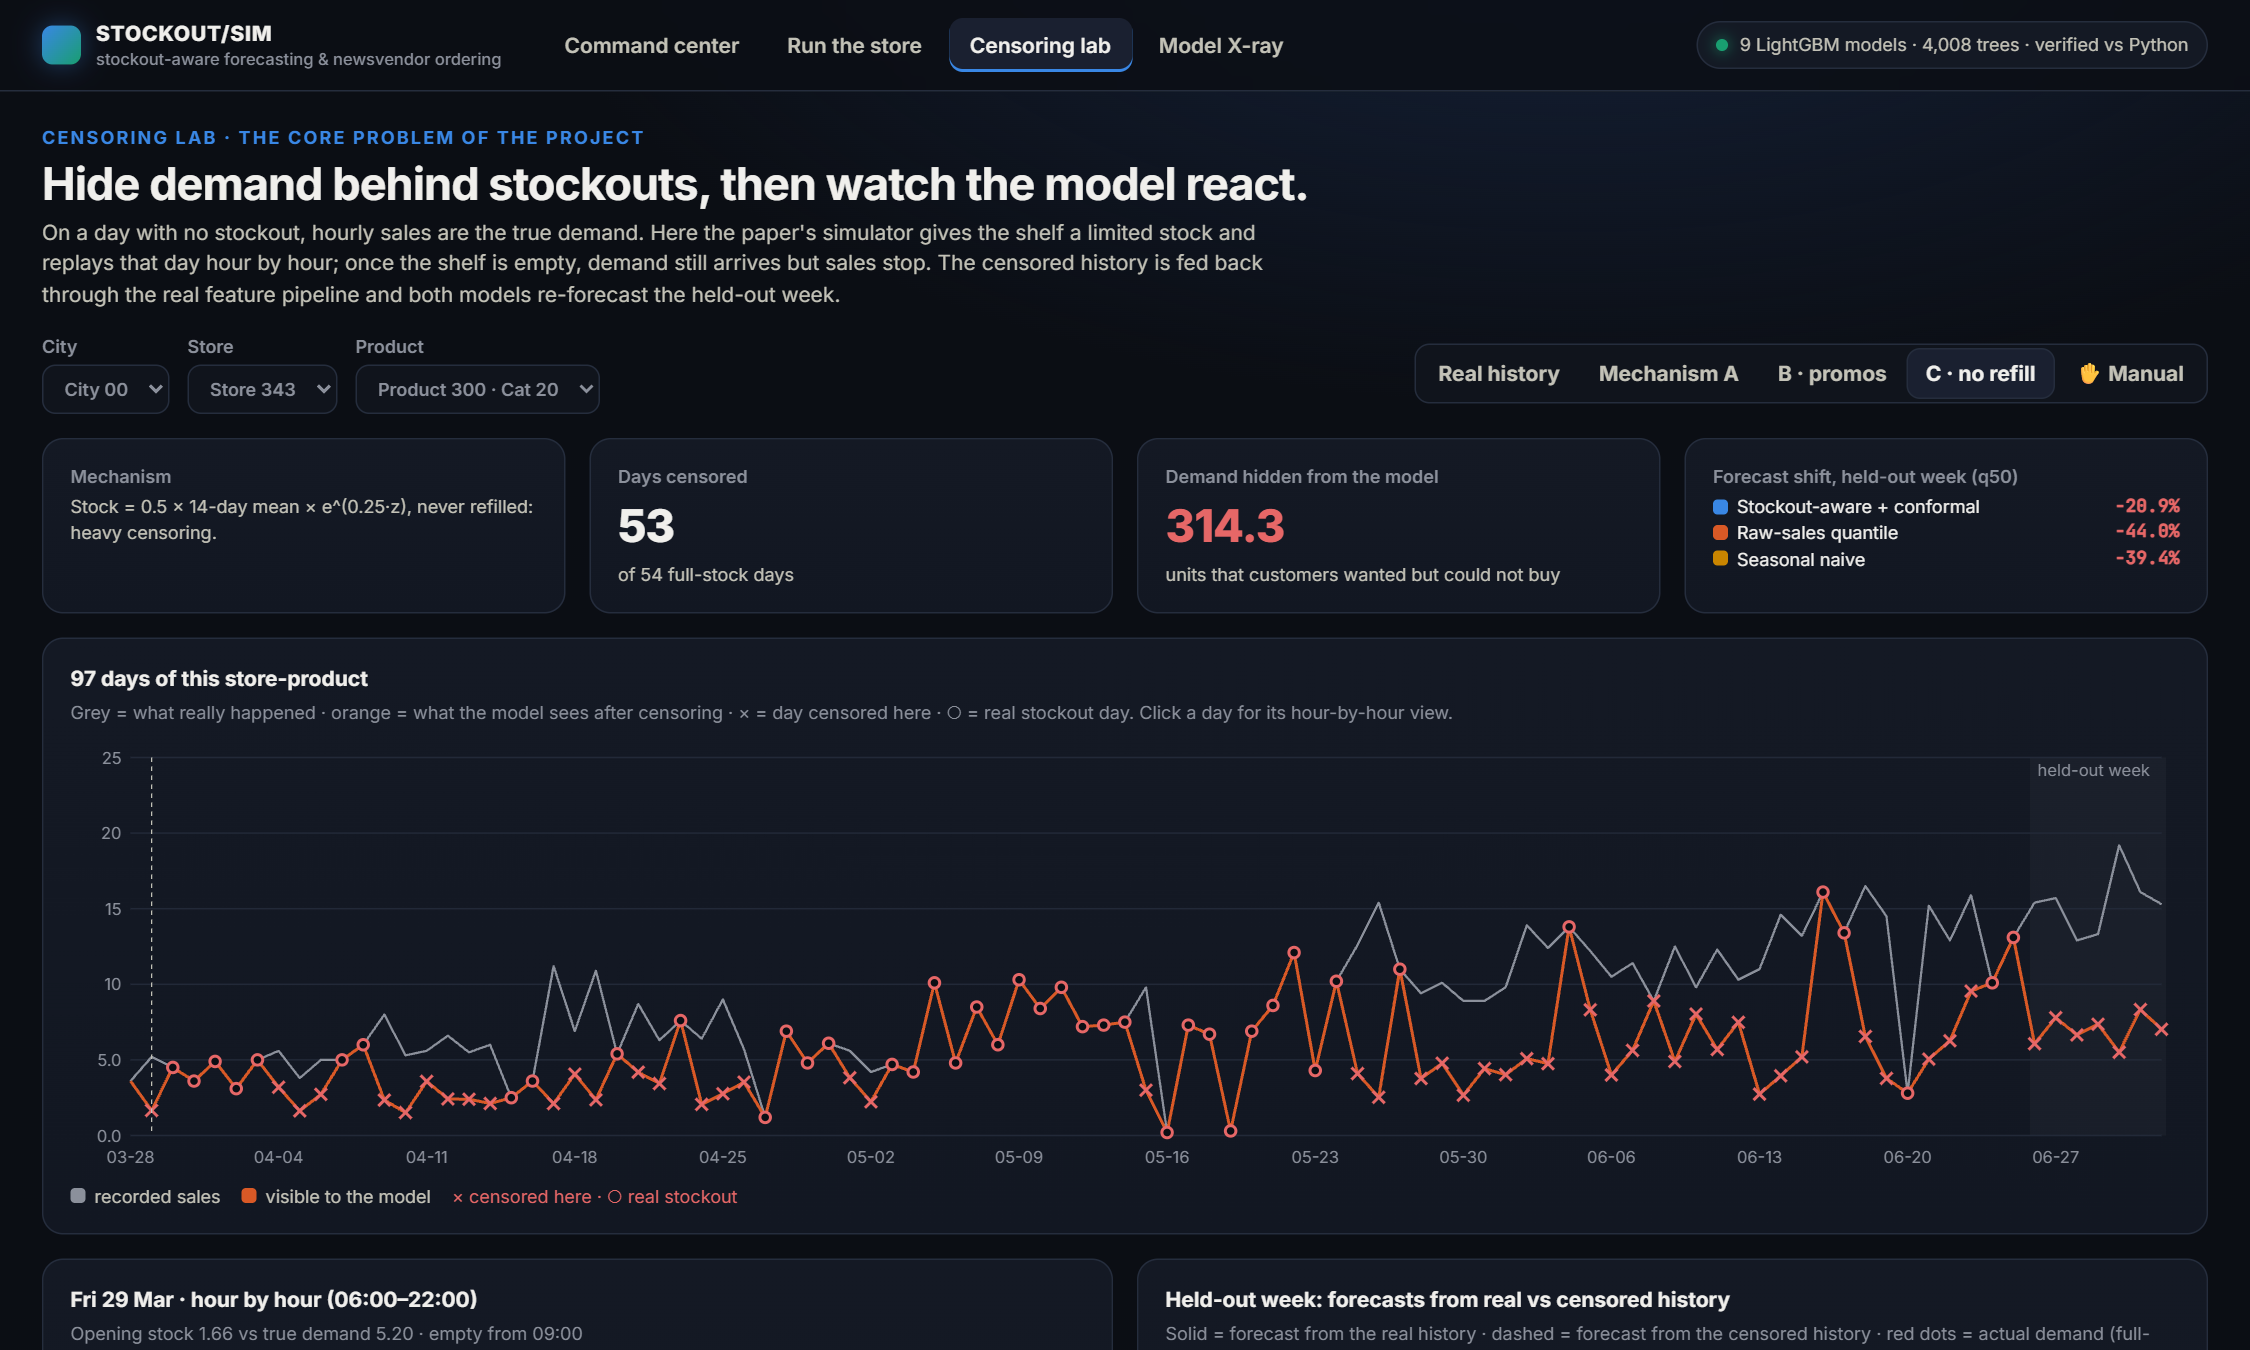 STOCKOUT/SIM
stockout-aware forecasting & newsvendor ordering
Command center
Run the store
Censoring lab
Model X-ray
9 LightGBM models · 4,008 trees · verified vs Python
CENSORING LAB · THE CORE PROBLEM OF THE PROJECT
Hide demand behind stockouts, then watch the model react.
On a day with no stockout, hourly sales are the true demand. Here the paper's simulator gives the shelf a limited stock and
replays that day hour by hour; once the shelf is empty, demand still arrives but sales stop. The censored history is fed back
through the real feature pipeline and both models re-forecast the held-out week.
City
Store
Product
City 00
Store 343
Product 300 · Cat 20
Real history
Mechanism A
B · promos
C · no refill
✋ Manual
Mechanism
Stock = 0.5 × 14-day mean × e^(0.25·z), never refilled:
heavy censoring.
Days censored
53
of 54 full-stock days
Demand hidden from the model
314.3
units that customers wanted but could not buy
Forecast shift, held-out week (q50)
Stockout-aware + conformal -20.9%
Raw-sales quantile -44.0%
Seasonal naive -39.4%
97 days of this store-product
Grey = what really happened · orange = what the model sees after censoring · × = day censored here · ○ = real stockout day. Click a day for its hour-by-hour view.
25
20
15
10
5.0
0.0
held-out week
03-28
04-04
04-11
04-18
04-25
05-02
05-09
05-16
05-23
05-30
06-06
06-13
06-20
06-27
recorded sales
visible to the model
× censored here · ○ real stockout
Fri 29 Mar · hour by hour (06:00–22:00)
Opening stock 1.66 vs true demand 5.20 · empty from 09:00
Held-out week: forecasts from real vs censored history
Solid = forecast from the real history · dashed = forecast from the censored history · red dots = actual demand (full-